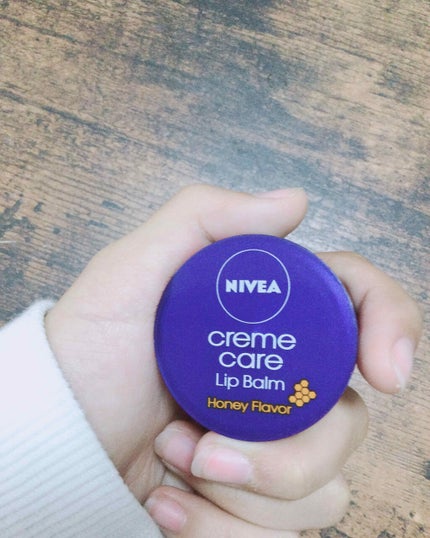 NIVEA
creme
care
Lip Balm
Honey Flavor